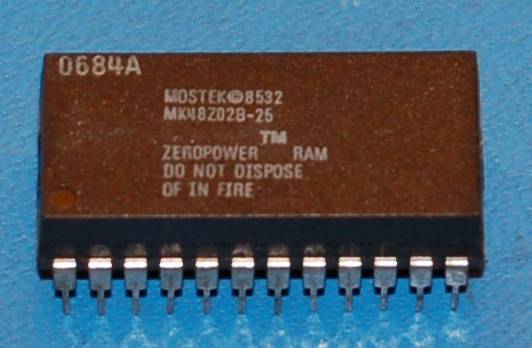 0684A
MOSTEK©8532
MK48Z02B-25
ZEROPOWER™ RAM
DO NOT DISPOSE
OF IN FIRE